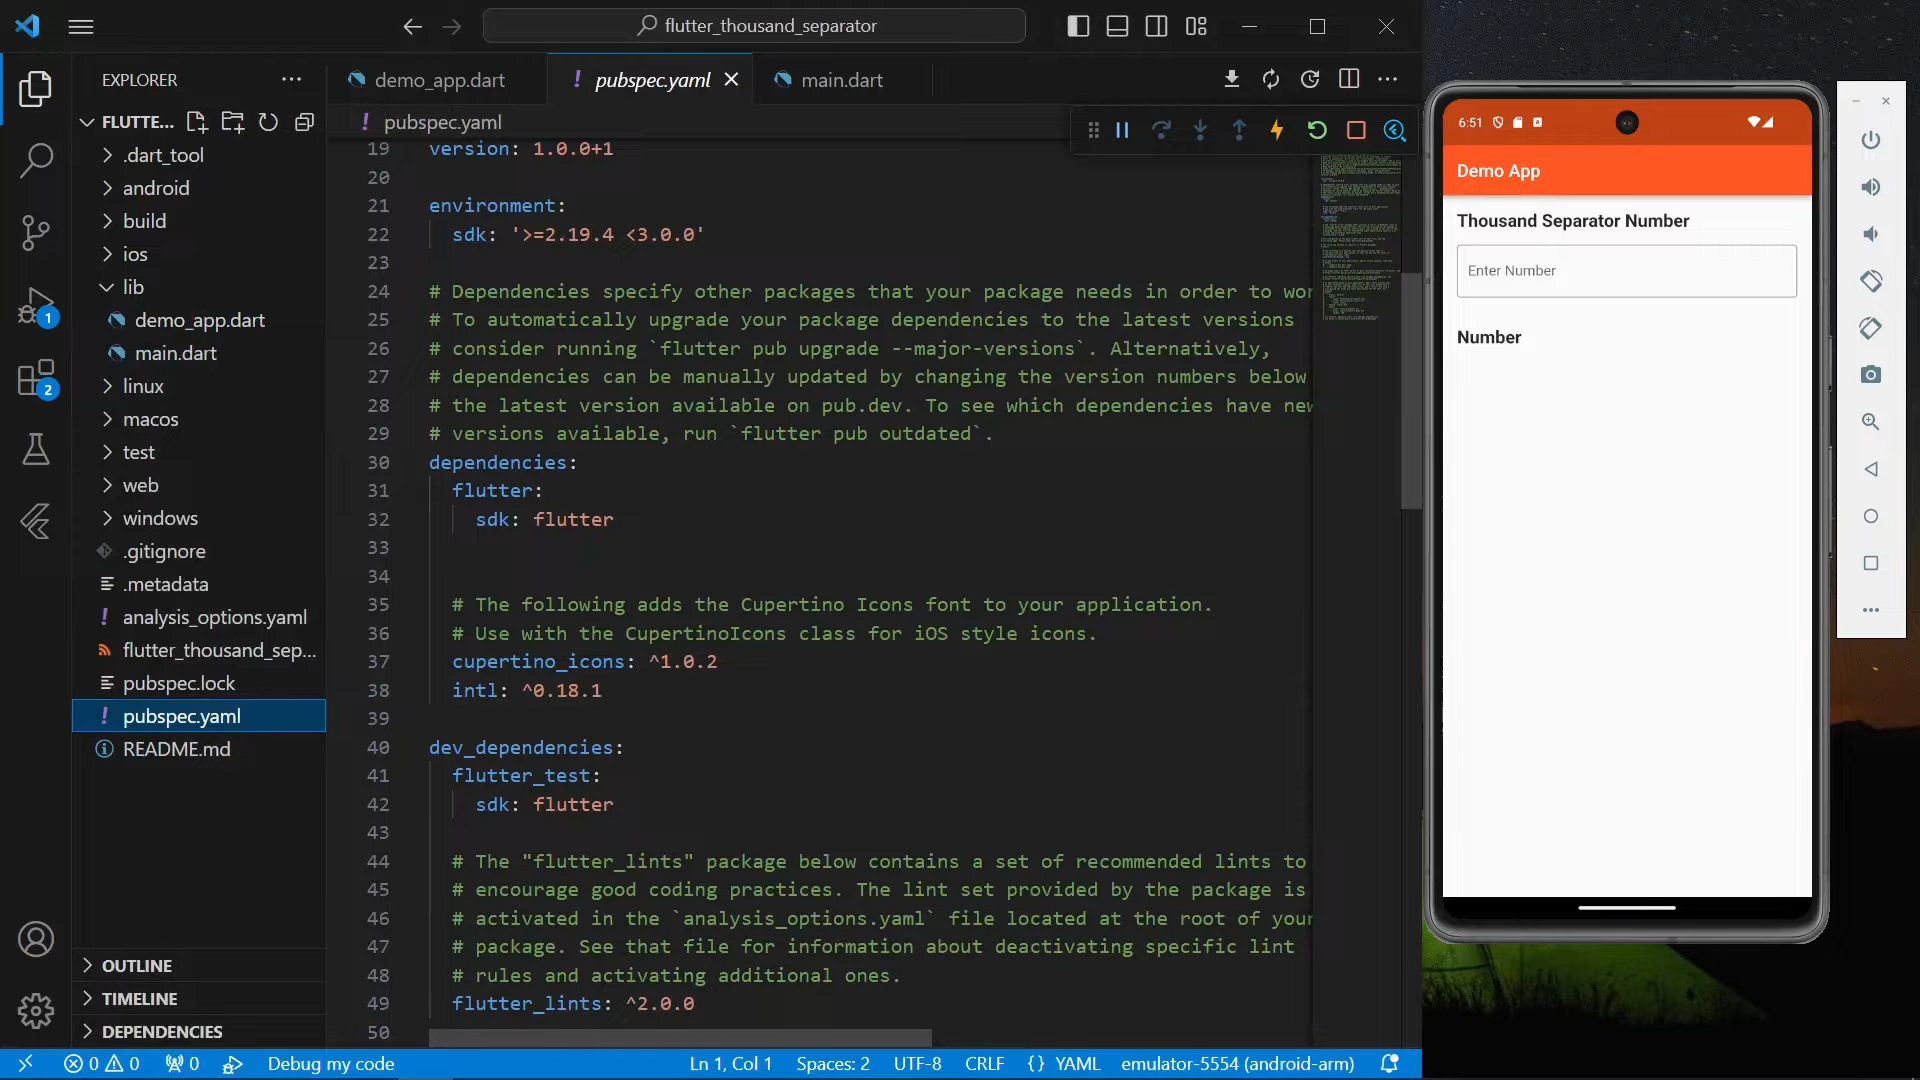 flutter_thousand_separator
EXPLORER
FLUTTE...
.dart_tool
android
build
ios
lib
demo_app.dart
main.dart
linux
macos
test
web
windows
.gitignore
.metadata
analysis_options.yaml
flutter_thousand_sep...
pubspec.lock
pubspec.yaml
README.md
OUTLINE
TIMELINE
DEPENDENCIES
1
2
demo_app.dart
pubspec.yaml
main.dart
pubspec.yaml
19 version: 1.0.0+1
20
21 environment:
22 sdk: '>=2.19.4 <3.0.0'
23
24 # Dependencies specify other packages that your package needs in order to wor
25 # To automatically upgrade your package dependencies to the latest versions
26 # consider running `flutter pub upgrade --major-versions`. Alternatively,
27 # dependencies can be manually updated by changing the version numbers below
28 # the latest version available on pub.dev. To see which dependencies have new
29 # versions available, run `flutter pub outdated`.
30 dependencies:
31 flutter:
32 sdk: flutter
33
34
35 # The following adds the Cupertino Icons font to your application.
36 # Use with the CupertinoIcons class for iOS style icons.
37 cupertino_icons: ^1.0.2
38 intl: ^0.18.1
39
40 dev_dependencies:
41 flutter_test:
42 sdk: flutter
43
44 # The "flutter_lints" package below contains a set of recommended lints to
45 # encourage good coding practices. The lint set provided by the package is
46 # activated in the `analysis_options.yaml` file located at the root of your
47 # package. See that file for information about deactivating specific lint
48 # rules and activating additional ones.
49 flutter_lints: ^2.0.0
50
0 0 0 Debug my code Ln 1, Col 1 Spaces: 2 UTF-8 CRLF {} YAML emulator-5554 (android-arm)
6:51
Demo App
Thousand Separator Number
Enter Number
Number